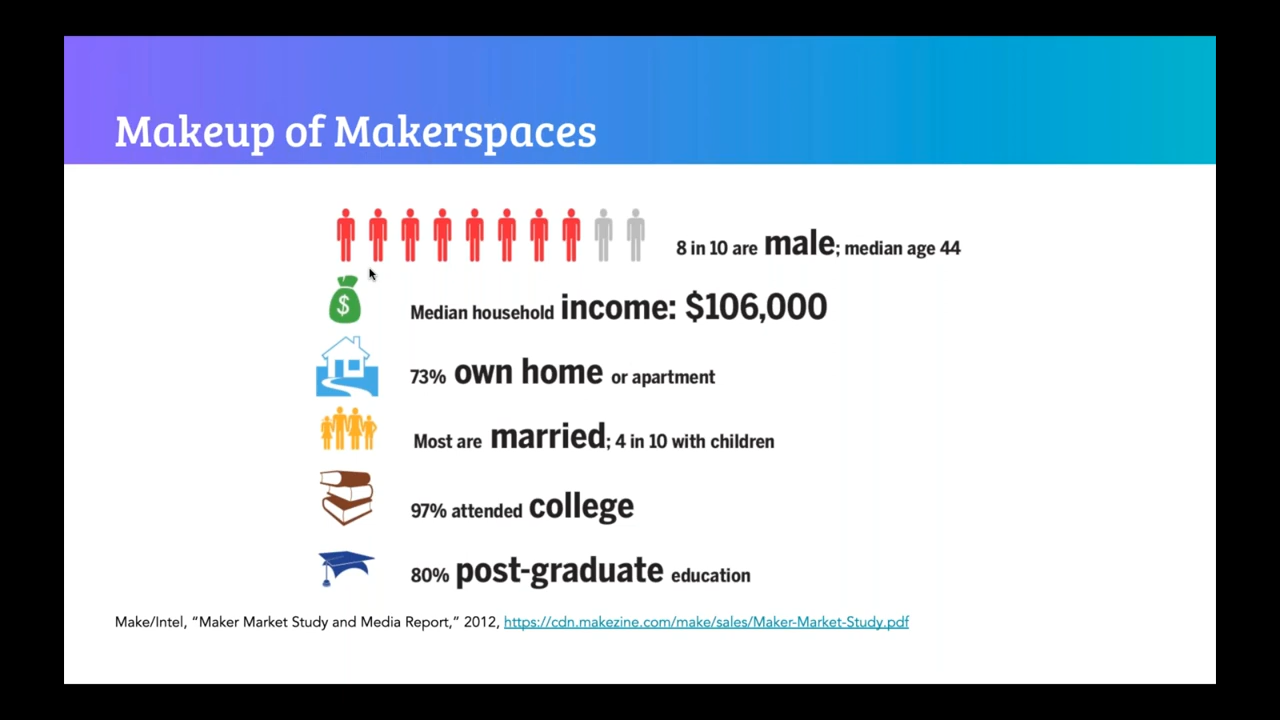 Makeup of Makerspaces
8 in 10 are male; median age 44
$
Median household income: $106,000
73% own home or apartment
Most are married; 4 in 10 with children
97% attended college
80% post-graduate education
Make/Intel, “Maker Market Study and Media Report,” 2012, https://cdn.makezine.com/make/sales/Maker-Market-Study.pdf